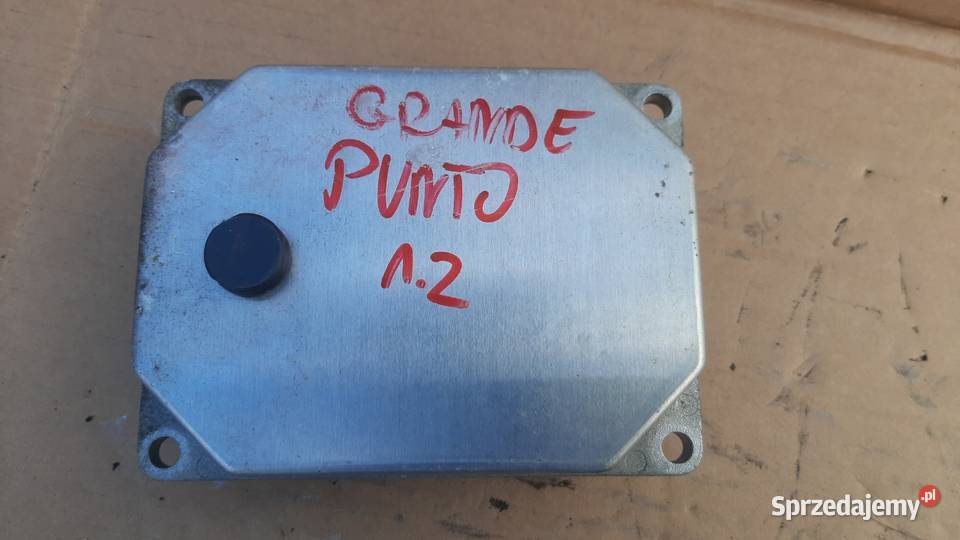 GRANDE
PUNTO
1.2
Sprzedajemy.pl